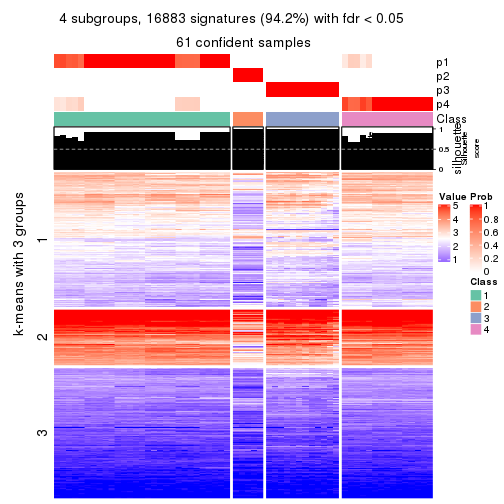 4 subgroups, 16883 signatures (94.2%) with fdr < 0.05
61 confident samples
p1
p2
p3
p4
Class
silhouette
Silhouette
score
1
0.5
0
k-means with 3 groups
1
2
3
Value
5
4
3
2
1
Prob
1
0.8
0.6
0.4
0.2
0
Class
1
2
3
4